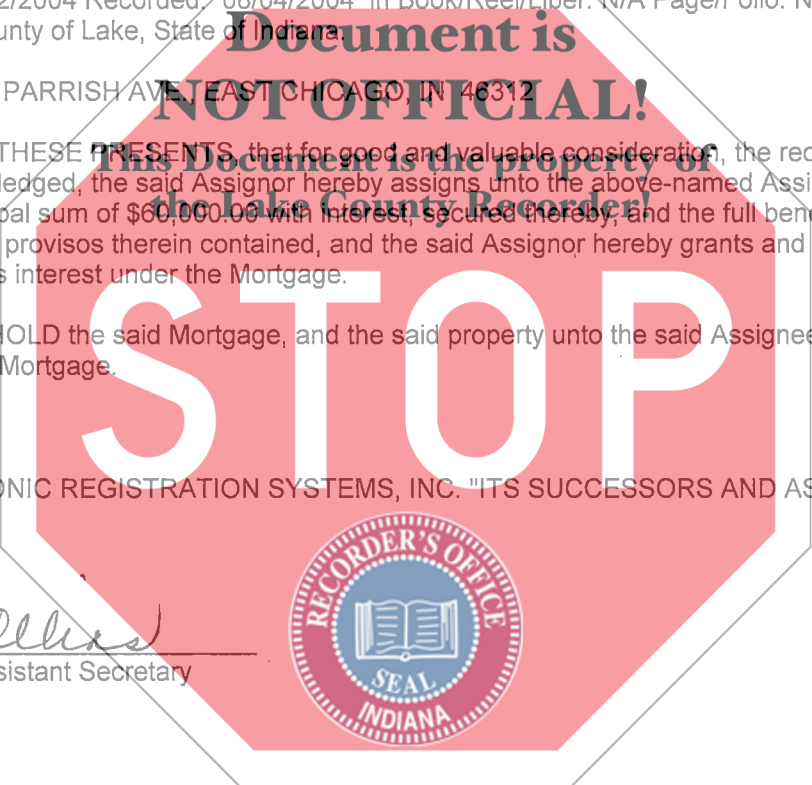 2/2004 Recorded: 06/04/2004 in Book/Reel/Liber: N/A Page/Folio: N
unty of Lake, State of Indiana.
Document is
PARRISH AVE., EAST CHICAGO, IN 46312
NOT OFFICIAL!
THESE PRESENTS, that for good and valuable consideration, the rec
This Document is the property of
ledged, the said Assignor hereby assigns unto the above-named Assi
the Lake County Recorder!
pal sum of $60,000.00 with interest, secured thereby, and the full bene
provisos therein contained, and the said Assignor hereby grants and
s interest under the Mortgage.
STOP
HOLD the said Mortgage, and the said property unto the said Assignee
Mortgage.
ONIC REGISTRATION SYSTEMS, INC. "ITS SUCCESSORS AND AS
RECORDER'S OFFICE
SEAL
INDIANA
sistant Secretary